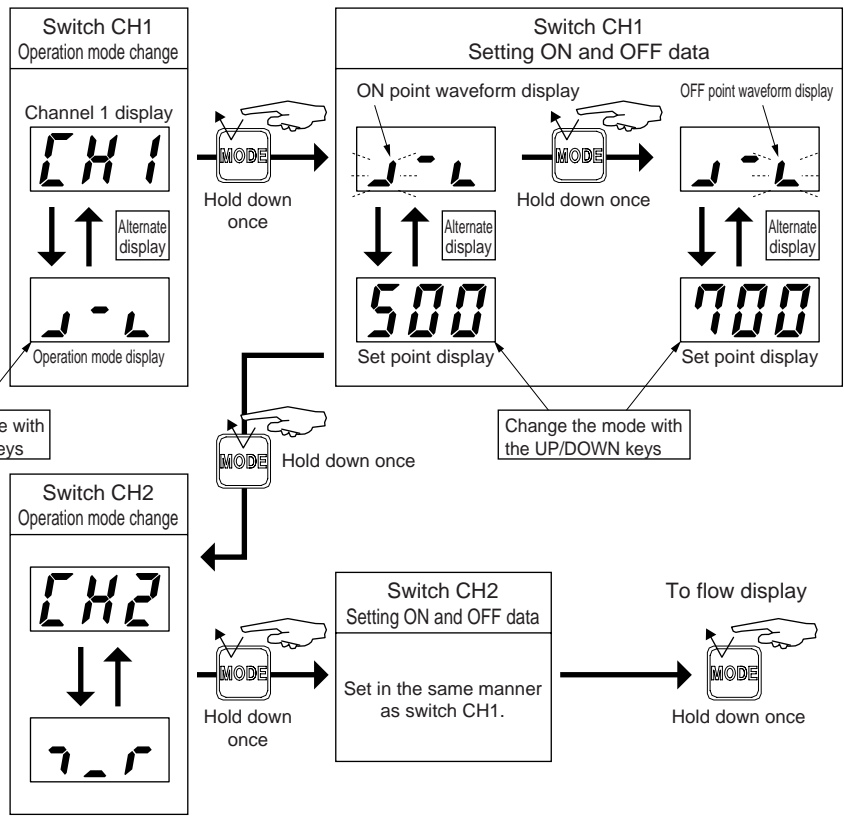 Switch CH1
Operation mode change
Channel 1 display
CH1
Alternate
display
Operation mode display
MODE
Hold down
once
Switch CH1
Setting ON and OFF data
ON point waveform display
Alternate
display
500
Set point display
MODE
Hold down once
OFF point waveform display
Alternate
display
700
Set point display
e with
eys
Change the mode with
the UP/DOWN keys
MODE
Hold down once
Switch CH2
Operation mode change
CH2
MODE
Hold down
once
Switch CH2
Setting ON and OFF data
Set in the same manner
as switch CH1.
To flow display
MODE
Hold down once